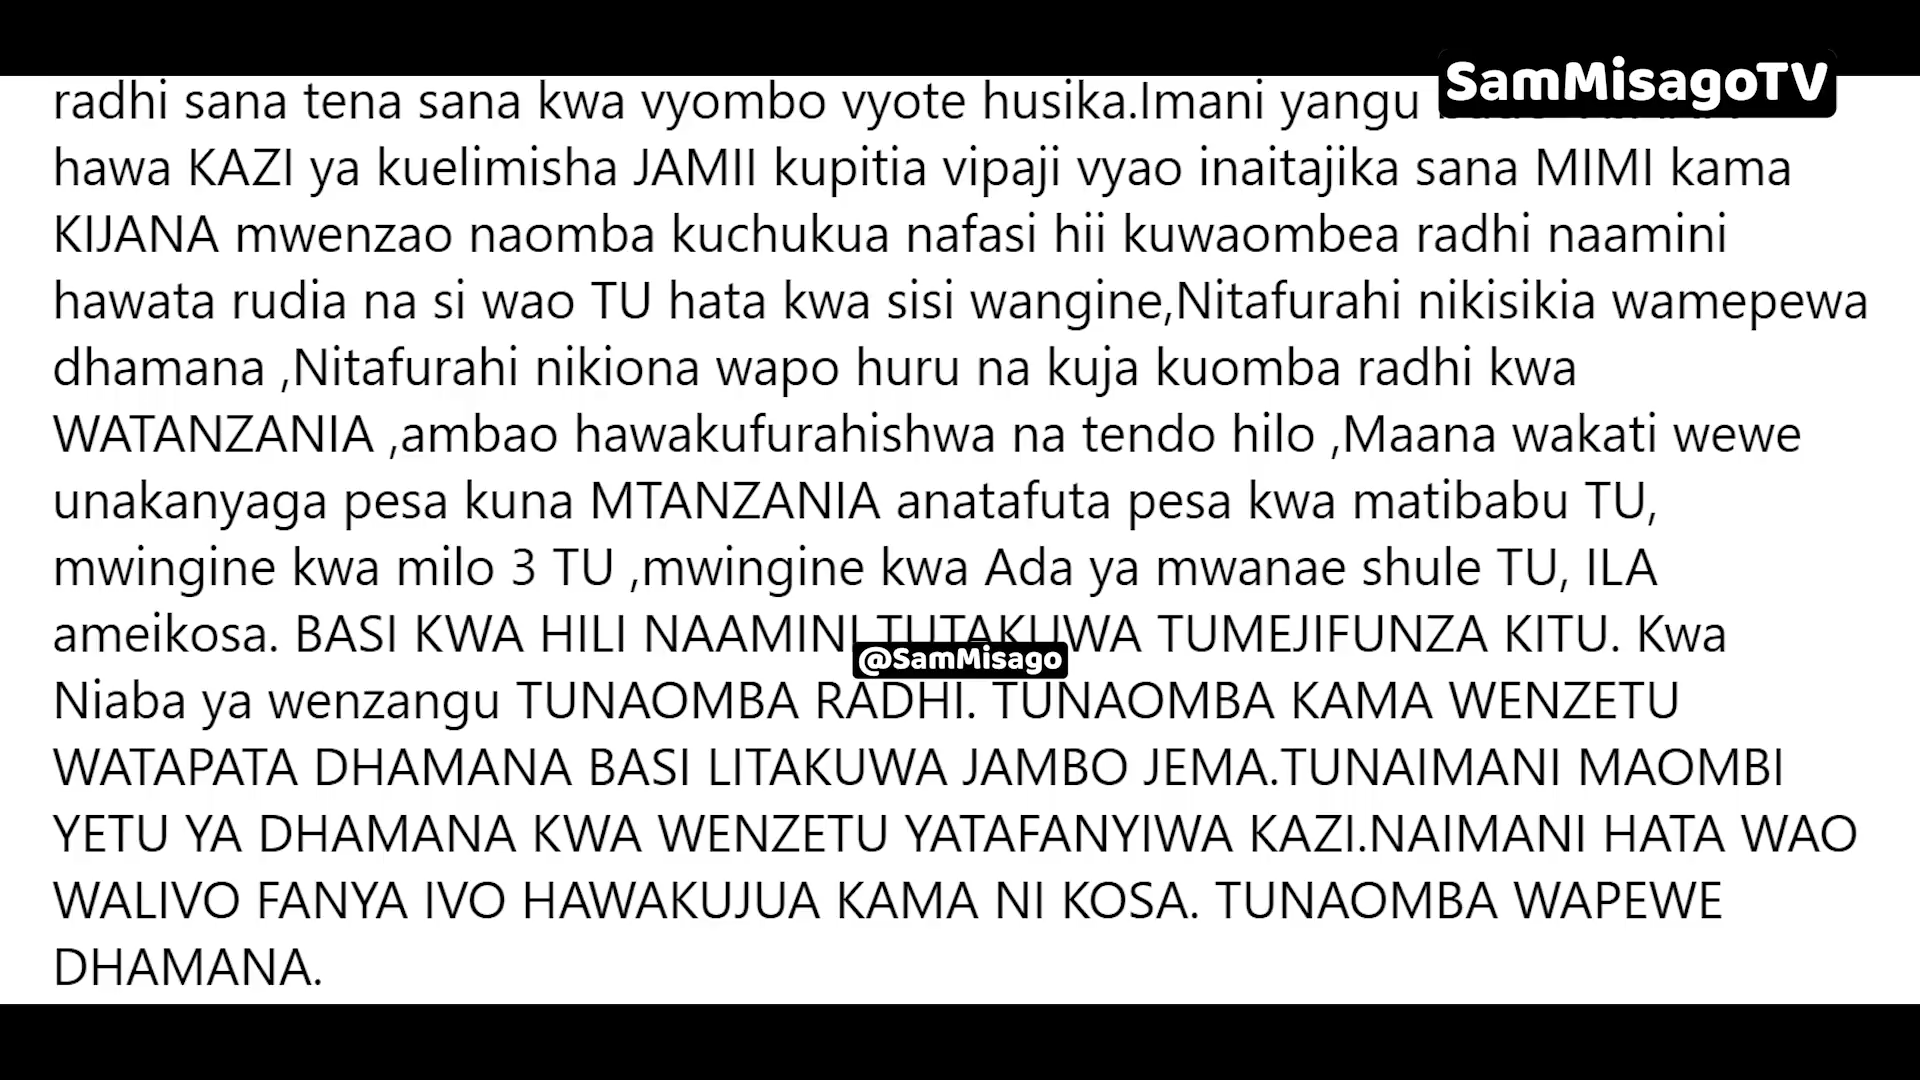 SamMisagoTV
radhi sana tena sana kwa vyombo vyote husika.Imani yangu
hawa KAZI ya kuelimisha JAMII kupitia vipaji vyao inaitajika sana MIMI kama
KIJANA mwenzao naomba kuchukua nafasi hii kuwaombea radhi naamini
hawata rudia na si wao TU hata kwa sisi wangine,Nitafurahi nikisikia wamepewa
dhamana ,Nitafurahi nikiona wapo huru na kuja kuomba radhi kwa
WATANZANIA ,ambao hawakufurahishwa na tendo hilo ,Maana wakati wewe
unakanyaga pesa kuna MTANZANIA anatafuta pesa kwa matibabu TU,
mwingine kwa milo 3 TU ,mwingine kwa Ada ya mwanae shule TU, ILA
ameikosa. BASI KWA HILI NAAMINI TUTAKUWA TUMEJIFUNZA KITU. Kwa
@SamMisago
Niaba ya wenzangu TUNAOMBA RADHI. TUNAOMBA KAMA WENZETU
WATAPATA DHAMANA BASI LITAKUWA JAMBO JEMA.TUNAIMANI MAOMBI
YETU YA DHAMANA KWA WENZETU YATAFANYIWA KAZI.NAIMANI HATA WAO
WALIVO FANYA IVO HAWAKUJUA KAMA NI KOSA. TUNAOMBA WAPEWE
DHAMANA.